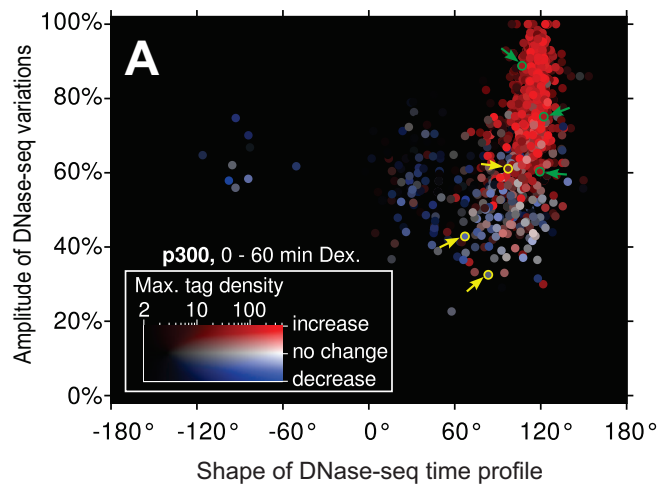 A
100%
80%
60%
40%
20%
0%
Amplitude of DNase-seq variations
p300, 0 - 60 min Dex.
Max. tag density
2 10 100
increase
no change
decrease
-180° -120° -60° 0° 60° 120° 180°
Shape of DNase-seq time profile